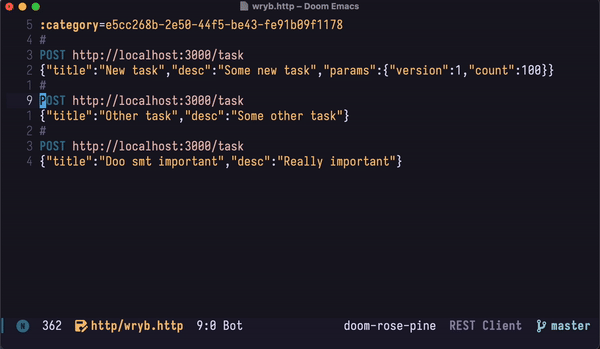 wryb.http – Doom Emacs
5 :category=e5cc268b-2e50-44f5-be43-fe91b09f1178
4 #
3 POST http://localhost:3000/task
2 {"title":"New task","desc":"Some new task","params":{"version":1,"count":100}}
1 #
9 POST http://localhost:3000/task
1 {"title":"Other task","desc":"Some other task"}
2 #
3 POST http://localhost:3000/task
4 {"title":"Doo smt important","desc":"Really important"}
N 362 http/wryb.http 9:0 Bot doom-rose-pine REST Client master